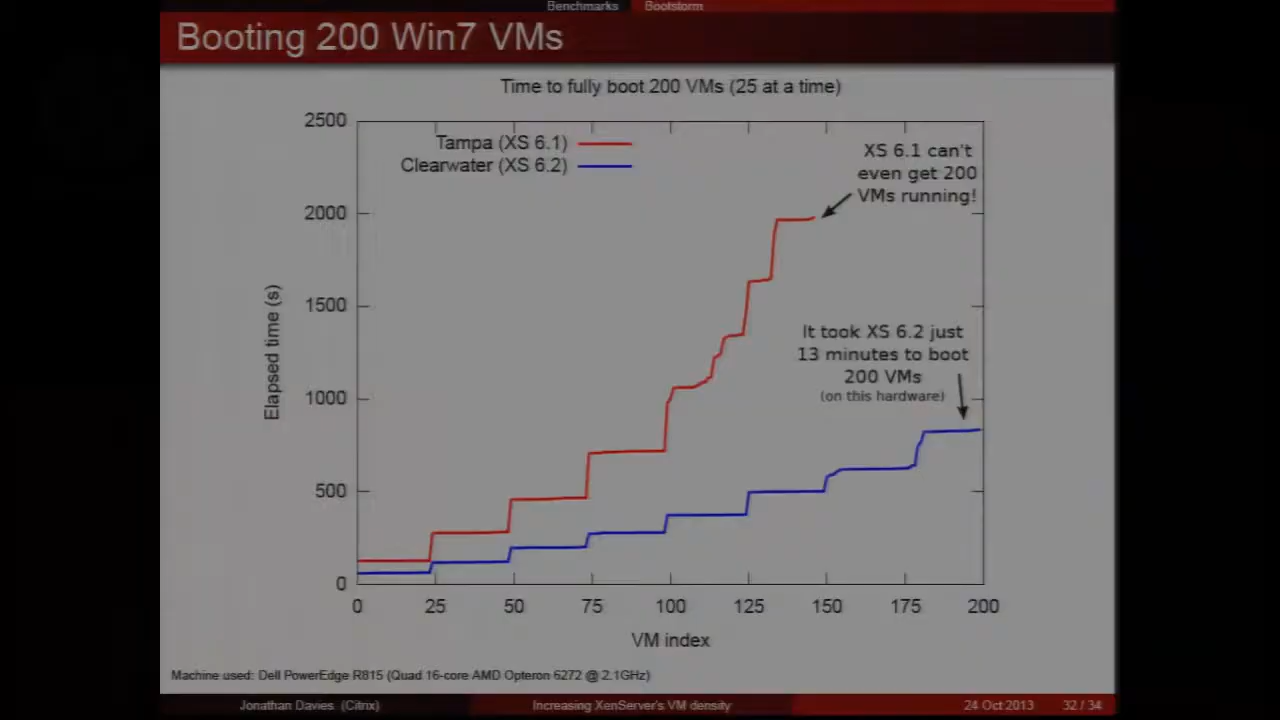 Benchmarks Bootstorm
Booting 200 Win7 VMs
Time to fully boot 200 VMs (25 at a time)
Tampa (XS 6.1)
Clearwater (XS 6.2)
XS 6.1 can't
even get 200
VMs running!
It took XS 6.2 just
13 minutes to boot
200 VMs
(on this hardware)
Elapsed time (s)
2500
2000
1500
1000
500
0
0 25 50 75 100 125 150 175 200
VM index
Machine used: Dell PowerEdge R815 (Quad 16-core AMD Opteron 6272 @ 2.1GHz)
Jonathan Davies (Citrix) Increasing XenServer's VM density 24 Oct 2013 32 / 34